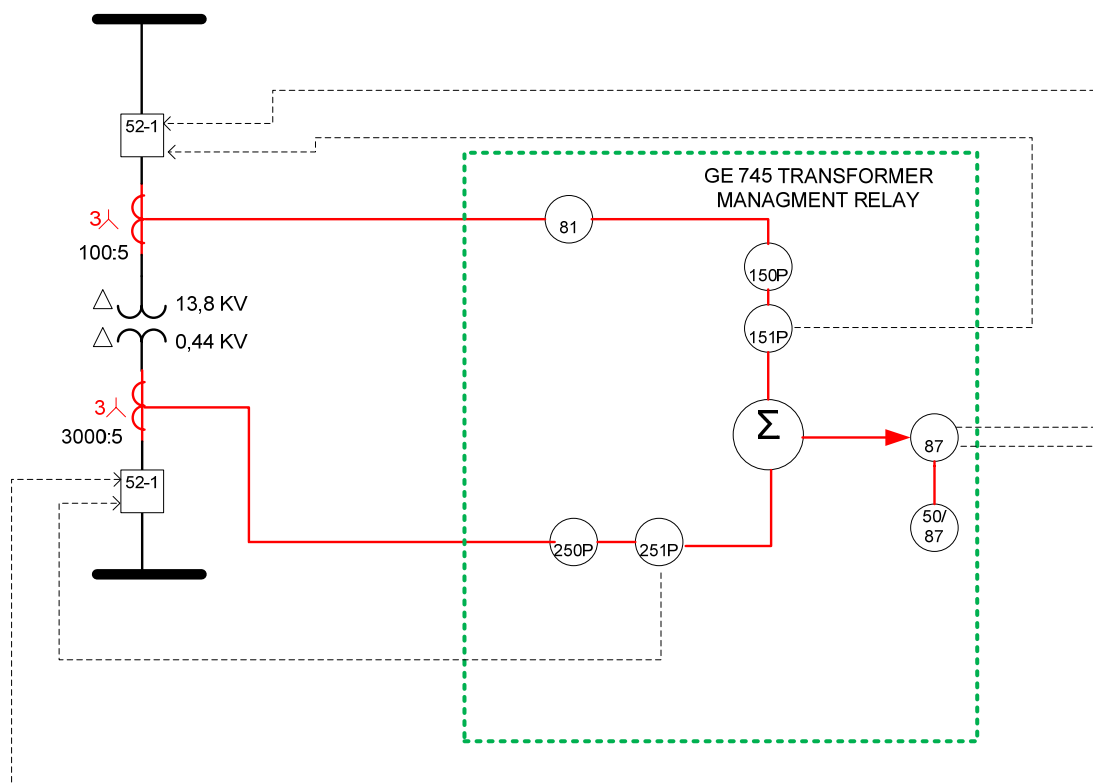 52-1
GE 745 TRANSFORMER
MANAGMENT RELAY
3
81
100:5
150P
13,8 KV
151P
0,44 KV
3
Σ
3000:5
87
52-1
50/
87
250P
251P